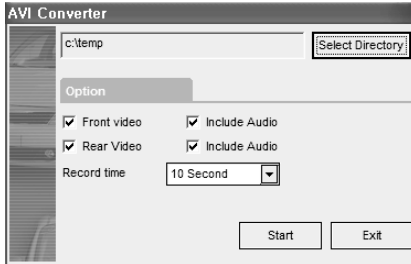 AVI Converter
c:\temp Select Directory
Option
Front video Include Audio
Rear Video Include Audio
Record time 10 Second
Start Exit